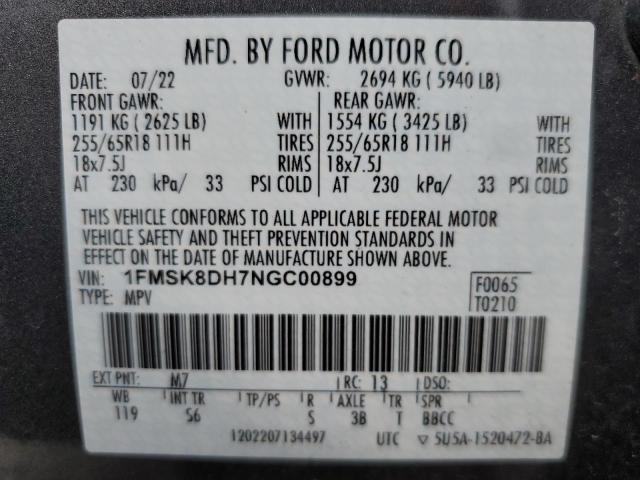 MFD. BY FORD MOTOR CO.
DATE: 07/22 GVWR: 2694 KG ( 5940 LB)
FRONT GAWR: REAR GAWR:
1191 KG ( 2625 LB) WITH 1554 KG ( 3425 LB) WITH
255/65R18 111H TIRES 255/65R18 111H TIRES
18x7.5J RIMS 18x7.5J RIMS
AT 230 kPa/ 33 PSI COLD AT 230 kPa/ 33 PSI COLD
THIS VEHICLE CONFORMS TO ALL APPLICABLE FEDERAL MOTOR
VEHICLE SAFETY AND THEFT PREVENTION STANDARDS IN
EFFECT ON THE DATE OF MANUFACTURE SHOWN ABOVE.
VIN: 1FMSK8DH7NGC00899 F0065
TYPE: MPV T0210
EXT PNT: M7 RC: 13 DSO:
WB INT TR TP/PS R AXLE TR SPR
119 S6 S 3B T BBCC
1202207134497 UTC ▽ 5U5A-1520472-BA